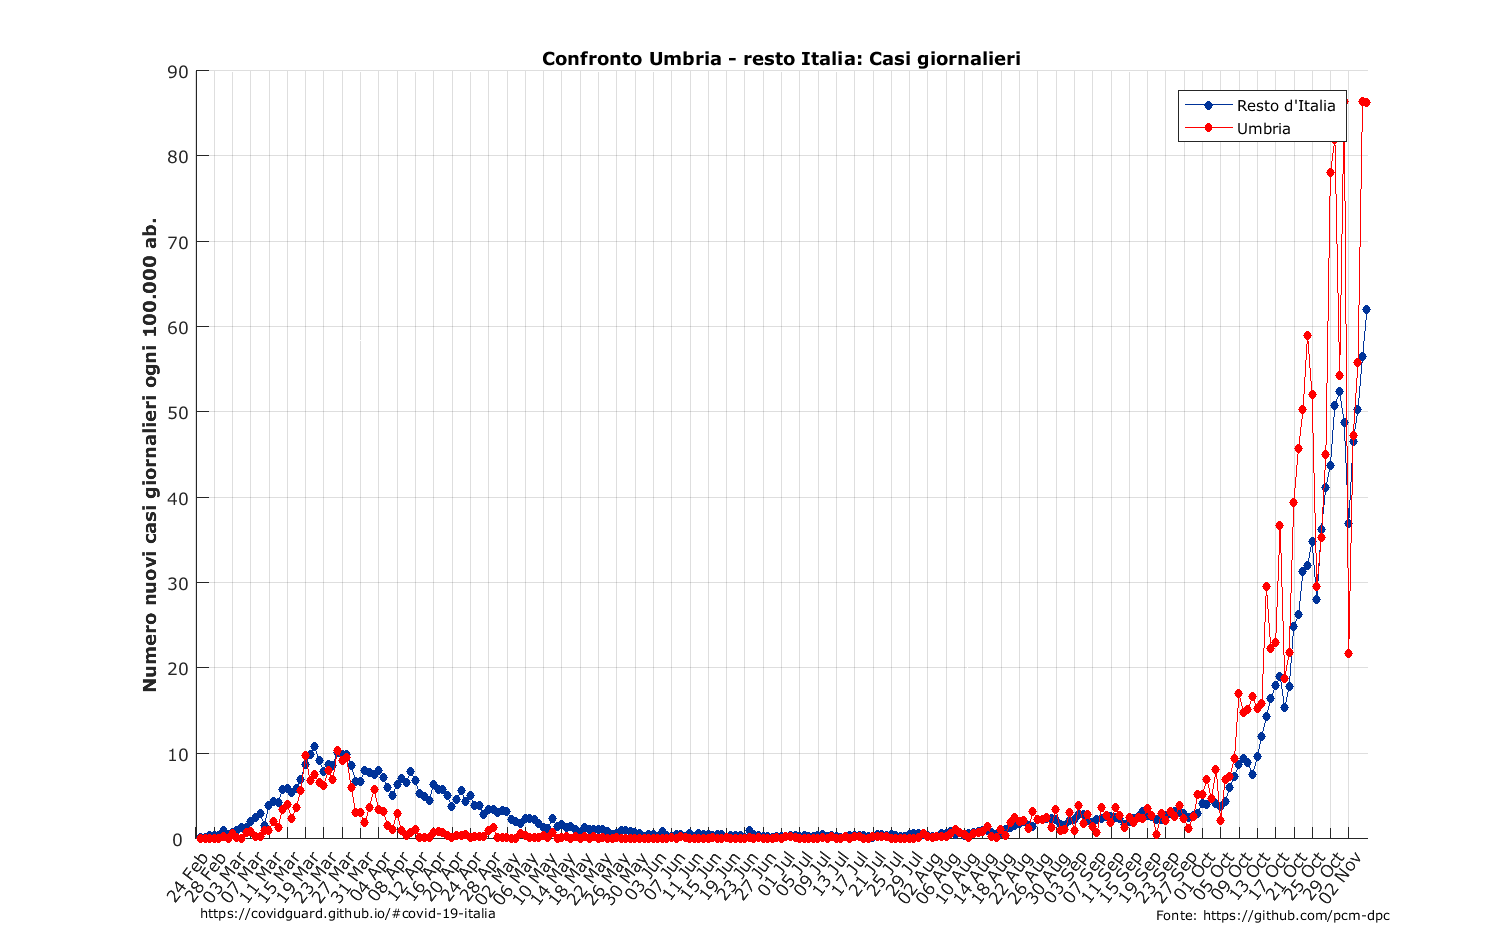 Confronto Umbria - resto Italia: Casi giornalieri
Numero nuovi casi giornalieri ogni 100.000 ab.
90
80
70
60
50
40
30
20
10
0
Resto d'Italia
Umbria
24 Feb
28 Feb
03 Mar
07 Mar
11 Mar
15 Mar
19 Mar
23 Mar
27 Mar
31 Mar
04 Apr
08 Apr
12 Apr
16 Apr
20 Apr
24 Apr
28 Apr
02 May
06 May
10 May
14 May
18 May
22 May
26 May
30 May
03 Jun
07 Jun
11 Jun
15 Jun
19 Jun
23 Jun
27 Jun
01 Jul
05 Jul
09 Jul
13 Jul
17 Jul
21 Jul
25 Jul
29 Jul
02 Aug
06 Aug
10 Aug
14 Aug
18 Aug
22 Aug
26 Aug
30 Aug
03 Sep
07 Sep
11 Sep
15 Sep
19 Sep
23 Sep
27 Sep
01 Oct
05 Oct
09 Oct
13 Oct
17 Oct
21 Oct
25 Oct
29 Oct
02 Nov
https://covidguard.github.io/#covid-19-italia
Fonte: https://github.com/pcm-dpc